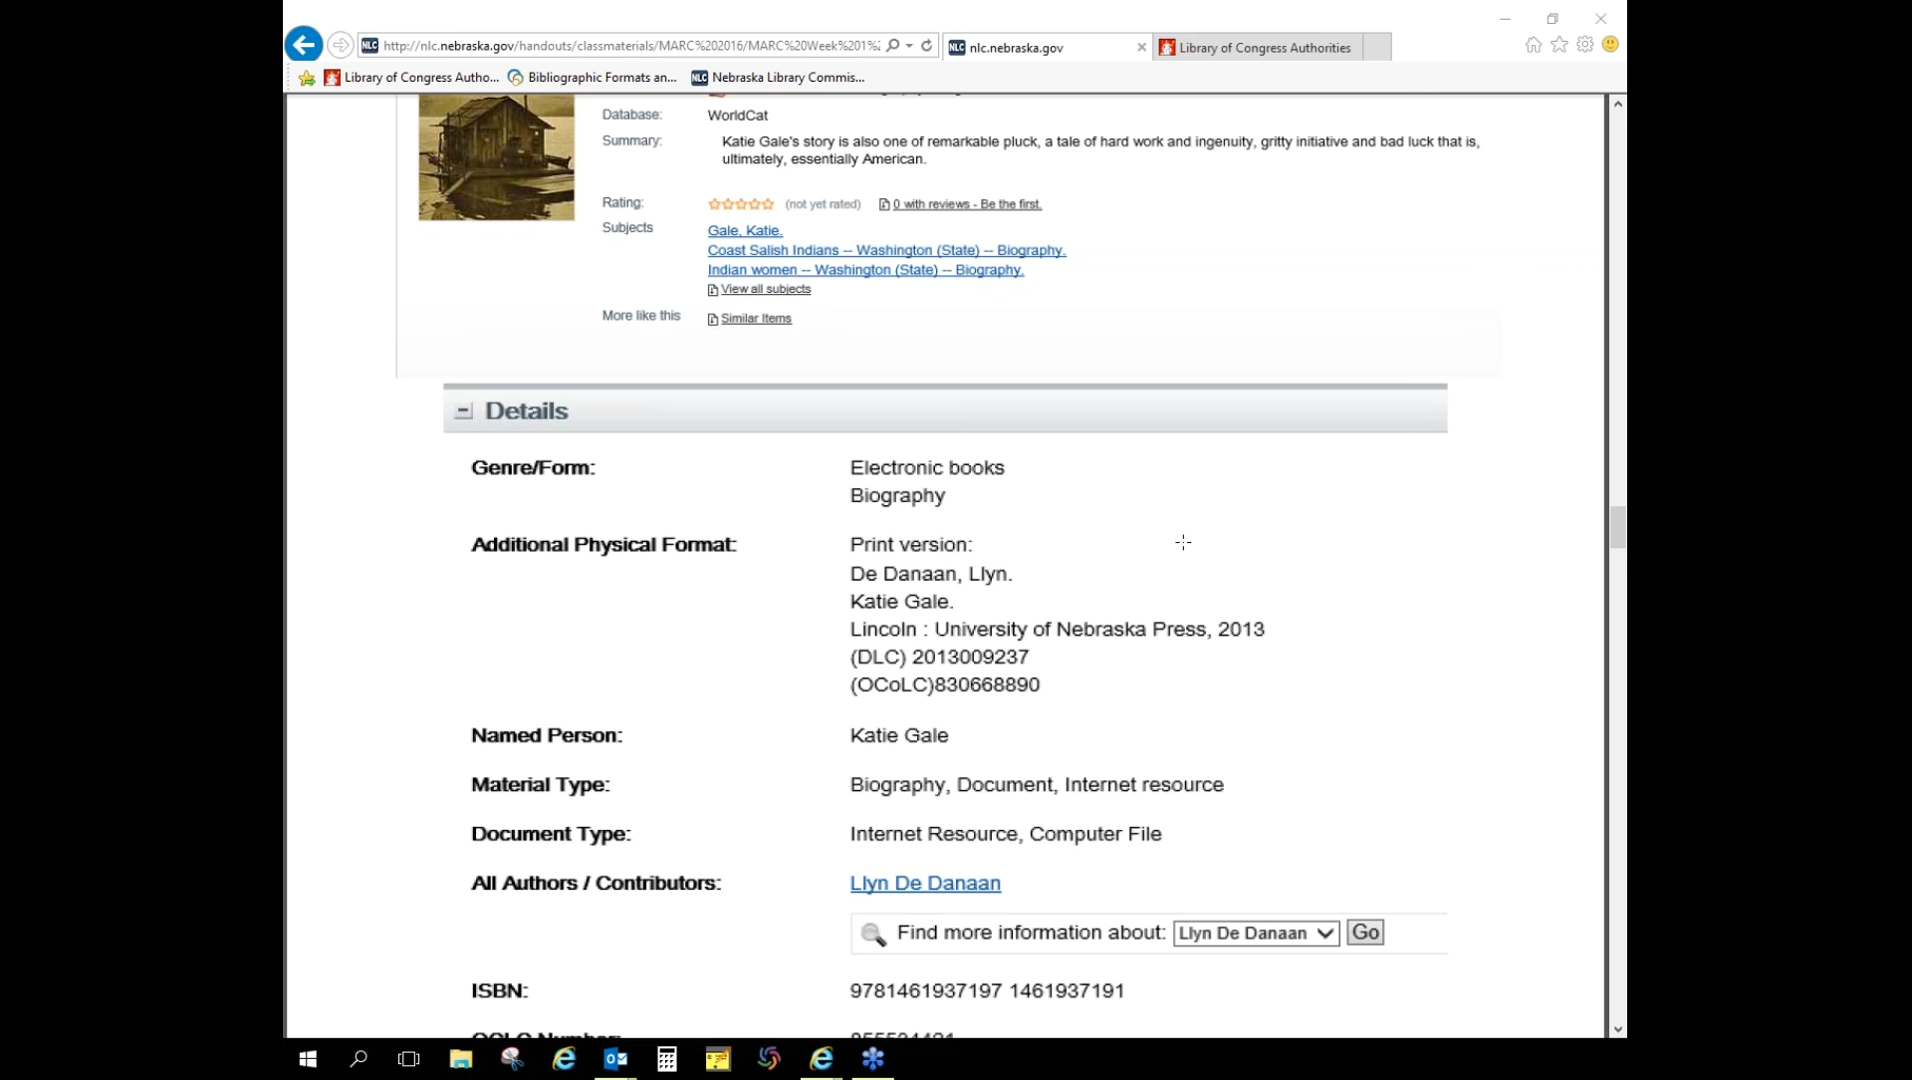 http://nlc.nebraska.gov/handouts/classmaterials/MARC%202016/MARC%20Week%201%
NLC nlc.nebraska.gov
Library of Congress Authorities
Library of Congress Autho...
Bibliographic Formats an...
NLC Nebraska Library Commis...
Database: WorldCat
Summary: Katie Gale's story is also one of remarkable pluck, a tale of hard work and ingenuity, gritty initiative and bad luck that is,
ultimately, essentially American.
Rating: (not yet rated) 0 with reviews - Be the first.
Subjects Gale, Katie.
Coast Salish Indians -- Washington (State) -- Biography.
Indian women -- Washington (State) -- Biography.
View all subjects
More like this Similar Items
Details
Genre/Form: Electronic books
Biography
Additional Physical Format: Print version:
De Danaan, Llyn.
Katie Gale.
Lincoln : University of Nebraska Press, 2013
(DLC) 2013009237
(OCoLC)830668890
Named Person: Katie Gale
Material Type: Biography, Document, Internet resource
Document Type: Internet Resource, Computer File
All Authors / Contributors: Llyn De Danaan
Find more information about: Llyn De Danaan Go
ISBN: 9781461937197 1461937191